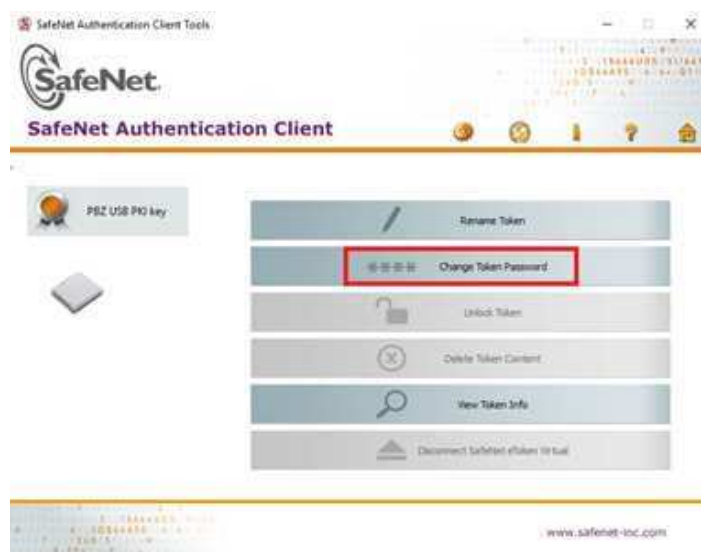 SafeNet Authentication Client Tools
SafeNet
SafeNet Authentication Client
PBZ USB PKI key
Rename Token
Change Token Password
Unlock Token
Delete Token Content
View Token Info
Disconnect SafeNet eToken Virtual
www.safenet-inc.com